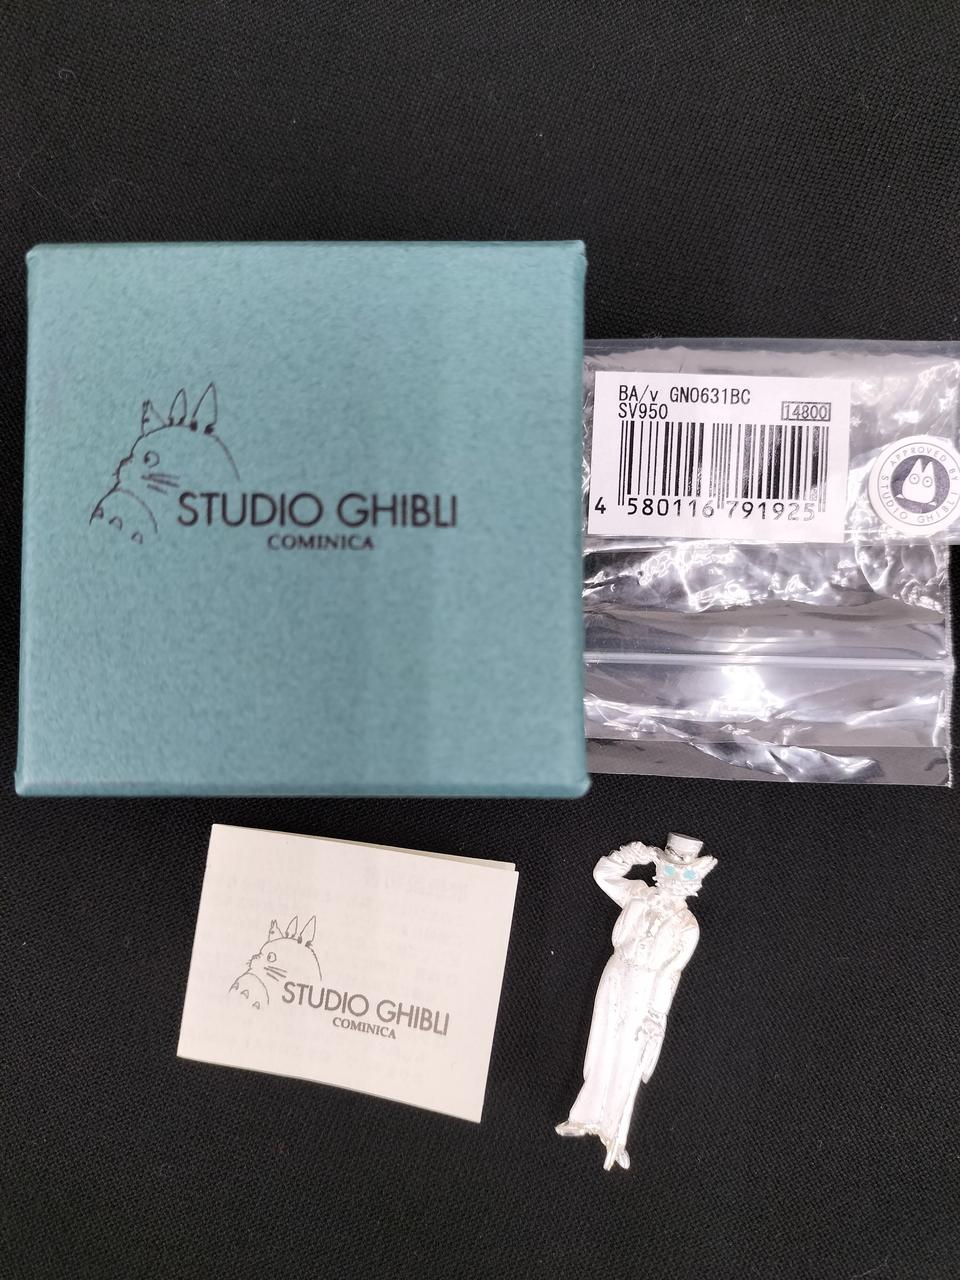 STUDIO GHIBLI
COMINICA
BA/v GN0631BC
SV950
14800
4 580116 791925
APPROVED BY
STUDIO GHIBLI
STUDIO GHIBLI
COMINICA